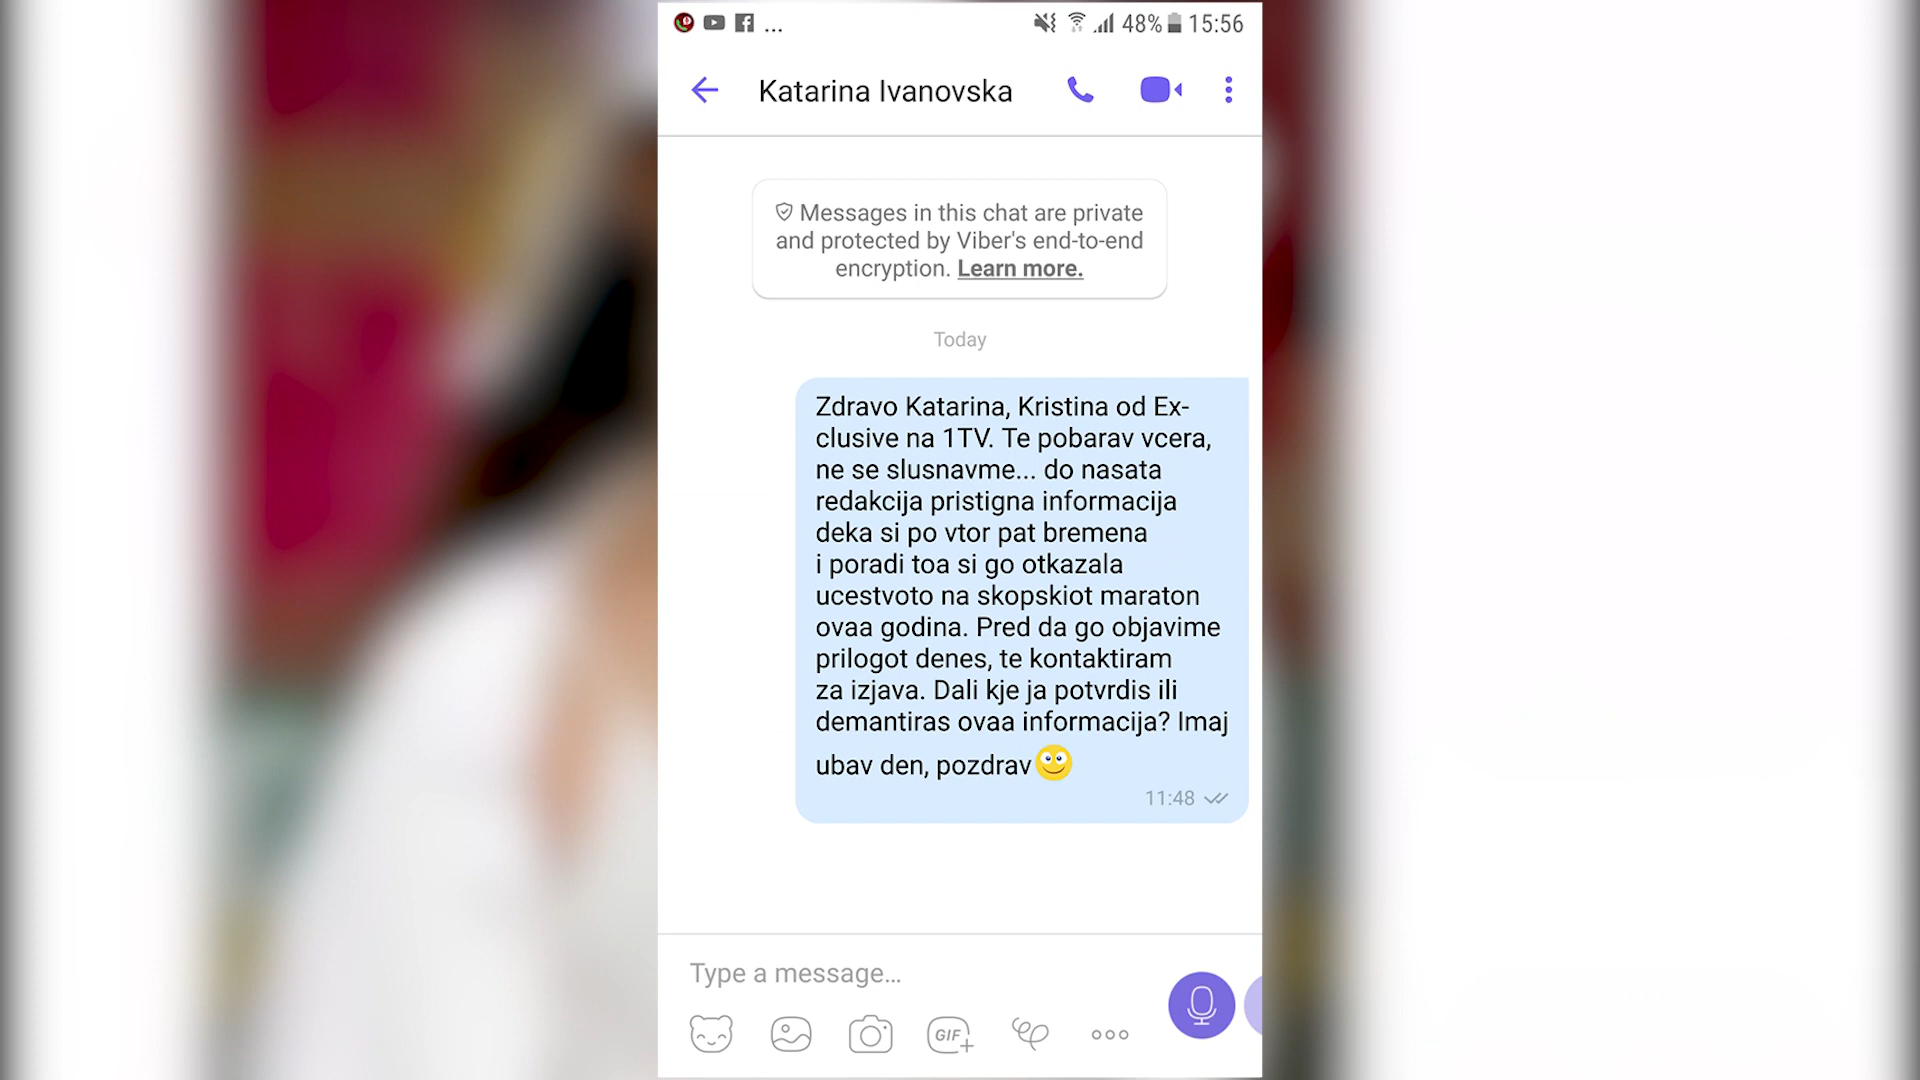 ... 48% 15:56
Katarina Ivanovska
Messages in this chat are private
and protected by Viber's end-to-end
encryption. Learn more.
Today
Zdravo Katarina, Kristina od Ex-
clusive na 1TV. Te pobarav vcera,
ne se slusnavme... do nasata
redakcija pristigna informacija
deka si po vtor pat bremena
i poradi toa si go otkazala
ucestvoto na skopskiot maraton
ovaa godina. Pred da go objavime
prilogot denes, te kontaktiram
za izjava. Dali kje ja potvrdis ili
demantiras ovaa informacija? Imaj
ubav den, pozdrav
11:48
Type a message...
GIF